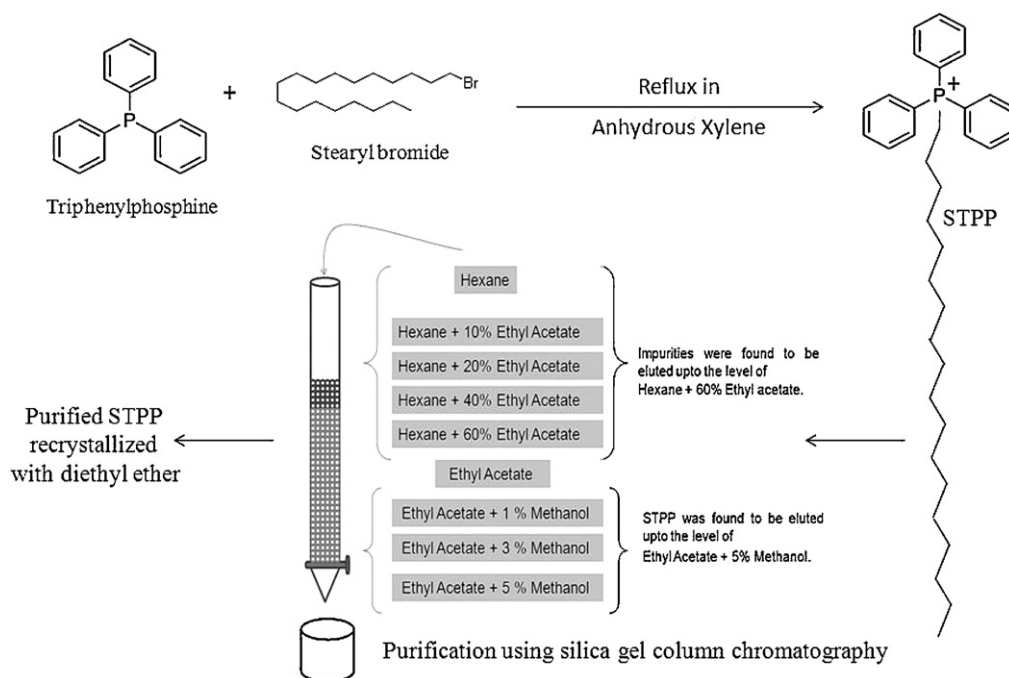 P
+
Br
Triphenylphosphine
Stearyl bromide
Reflux in
Anhydrous Xylene
P
+
STPP
Hexane
Hexane + 10% Ethyl Acetate
Hexane + 20% Ethyl Acetate
Hexane + 40% Ethyl Acetate
Hexane + 60% Ethyl Acetate
Impurities were found to be
eluted upto the level of
Hexane + 60% Ethyl acetate.
Ethyl Acetate
Ethyl Acetate + 1 % Methanol
Ethyl Acetate + 3 % Methanol
Ethyl Acetate + 5 % Methanol
STPP was found to be eluted
upto the level of
Ethyl Acetate + 5% Methanol.
Purified STPP
recrystallized
with diethyl ether
Purification using silica gel column chromatography